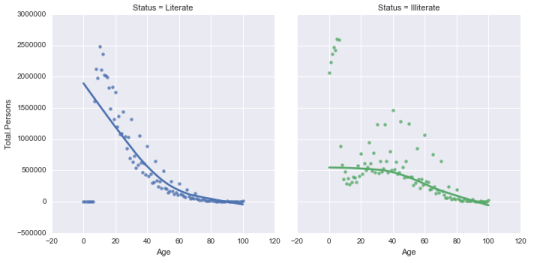 Status = Literate
Status = Illiterate
3000000
2500000
2000000
1500000
1000000
500000
0
−500000
Total.Persons
−20 0 20 40 60 80 100 120
−20 0 20 40 60 80 100 120
Age
Age